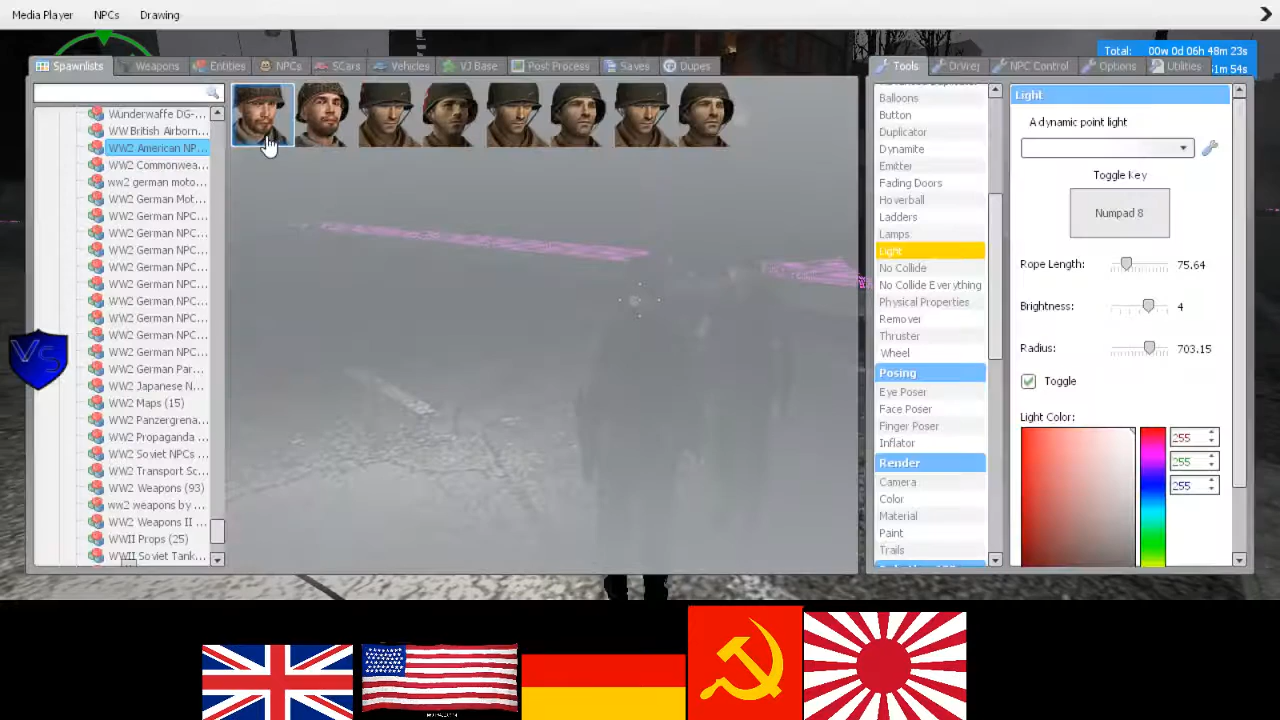 Media Player NPCs Drawing
Total: 00w 0d 06h 48m 23s
1m 54s
Spawnlists Weapons Entities NPCs SCars Vehicles VJ Base Post Process Saves Dupes
Tools Drive NPC Control Options Utilities
Wunderwaffe DG-...
WW British Airborn...
WW2 American NP...
WW2 Commonwea...
ww2 german moto...
WW2 German Mot...
WW2 German NPC...
WW2 German NPC...
WW2 German NPC...
WW2 German NPC...
WW2 German NPC...
WW2 German NPC...
WW2 German NPC...
WW2 German NPC...
WW2 German NPC...
WW2 German Par...
WW2 Japanese N...
WW2 Maps (15)
WW2 Panzergrena...
WW2 Propaganda ...
WW2 Soviet NPCs ...
WW2 Transport Sc...
WW2 Weapons (93)
ww2 weapons by ...
WW2 Weapons II ...
WWII Props (25)
WWII Soviet Tank...
VS
Balloons
Button
Duplicator
Dynamite
Emitter
Fading Doors
Hoverball
Ladders
Lamps
Light
No Collide
No Collide Everything
Physical Properties
Remover
Thruster
Wheel
Posing
Eye Poser
Face Poser
Finger Poser
Inflator
Render
Camera
Color
Material
Paint
Trails
Light
A dynamic point light
Toggle Key
Numpad 8
Rope Length: 75.64
Brightness: 4
Radius: 703.15
Toggle
Light Color:
255
255
255